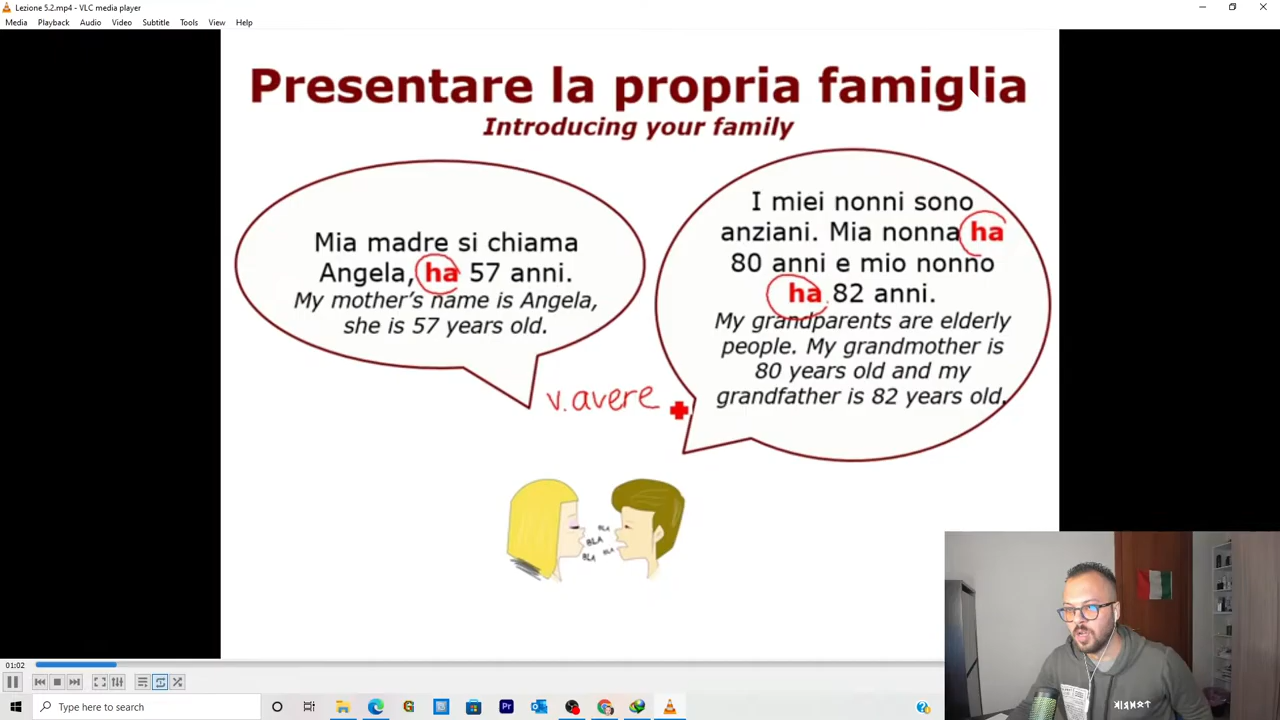 Lezione 5.2.mp4 - VLC media player
Media Playback Audio Video Subtitle Tools View Help
Presentare la propria famiglia
Introducing your family
Mia madre si chiama
Angela, ha 57 anni.
My mother's name is Angela,
she is 57 years old.
I miei nonni sono
anziani. Mia nonna ha
80 anni e mio nonno
ha 82 anni.
My grandparents are elderly
people. My grandmother is
80 years old and my
grandfather is 82 years old.
v. avere
BLA
BLA
BLA
BLA
01:02
Type here to search